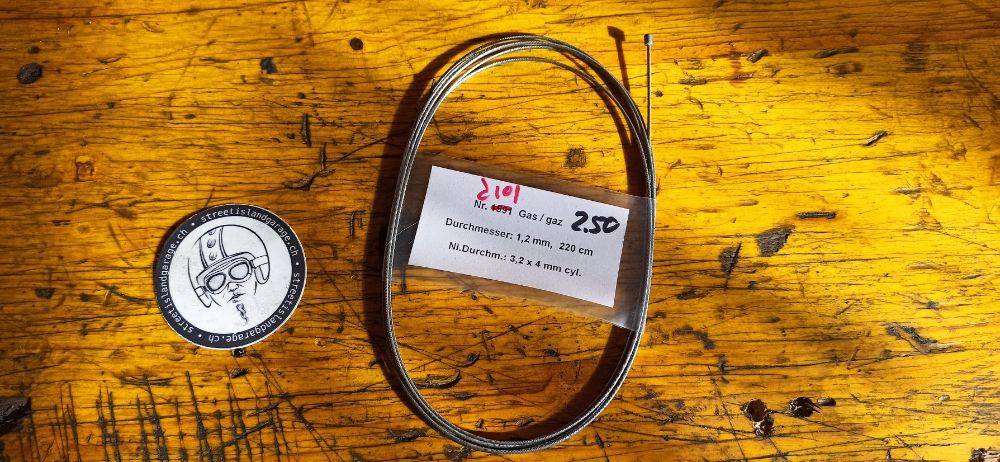 streetislandgarage.ch • streetislandgarage.ch • streetislandgarage.ch •
2101
Nr. 1891 Gas / gaz 2.50
Durchmesser: 1,2 mm, 220 cm
Ni.Durchm.: 3,2 x 4 mm cyl.